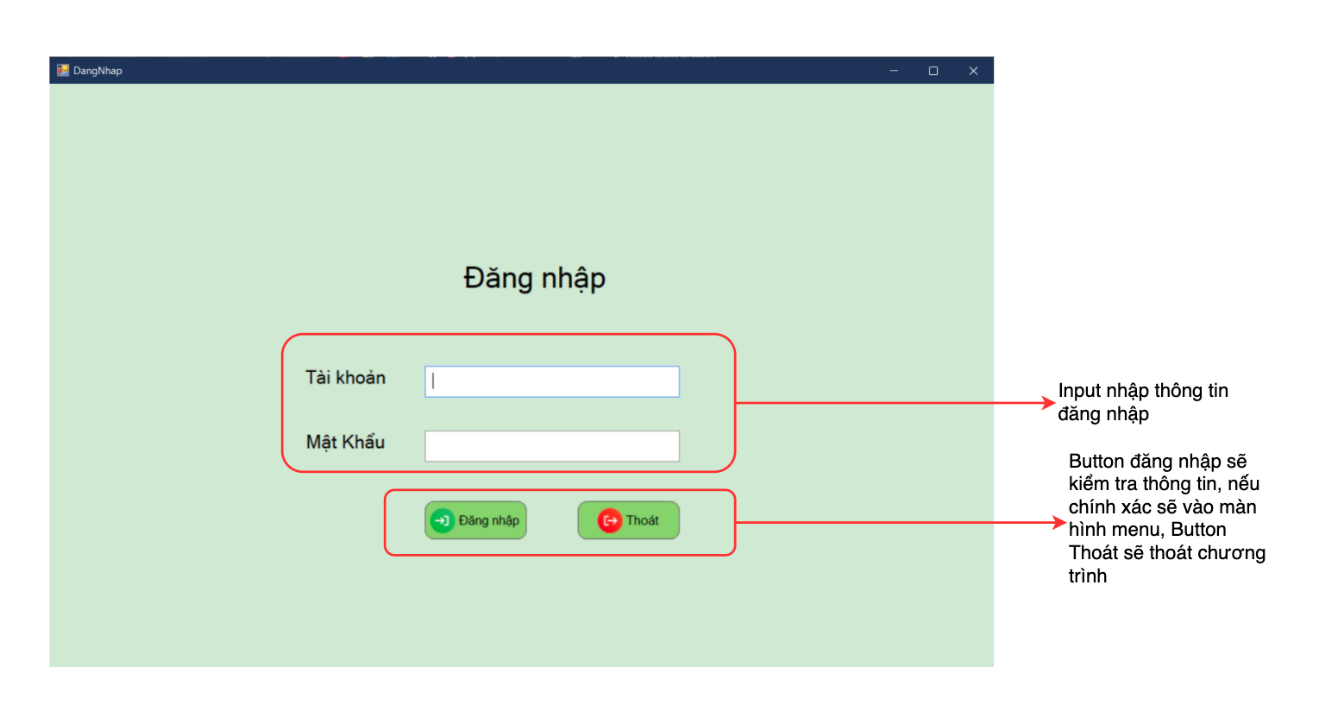 DangNhap
Đăng nhập
Tài khoản
Mật Khẩu
Đăng nhập
Thoát
Input nhập thông tin
đăng nhập
Button đăng nhập sẽ
kiểm tra thông tin, nếu
chính xác sẽ vào màn
hình menu, Button
Thoát sẽ thoát chương
trình